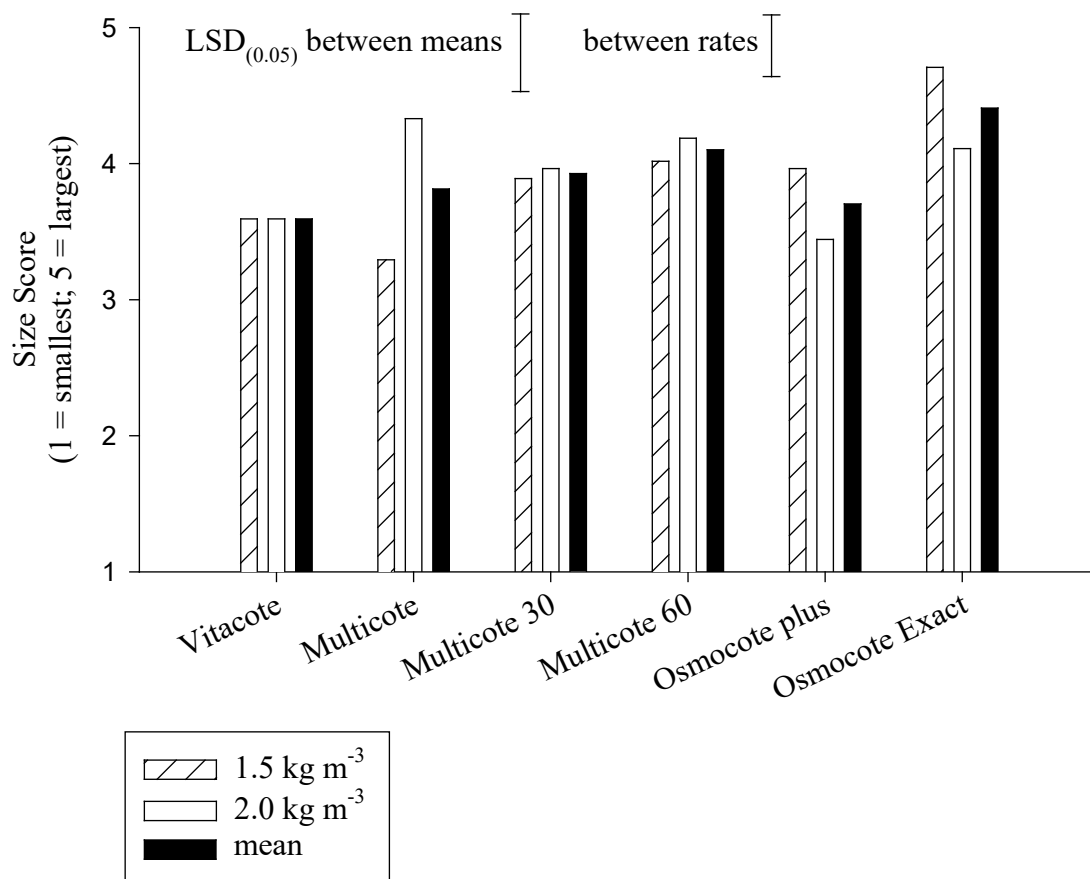 LSD(0.05) between means
between rates
5
4
3
2
1
Size Score
(1 = smallest; 5 = largest)
Vitacote
Multicote
Multicote 30
Multicote 60
Osmocote plus
Osmocote Exact
1.5 kg m-3
2.0 kg m-3
mean